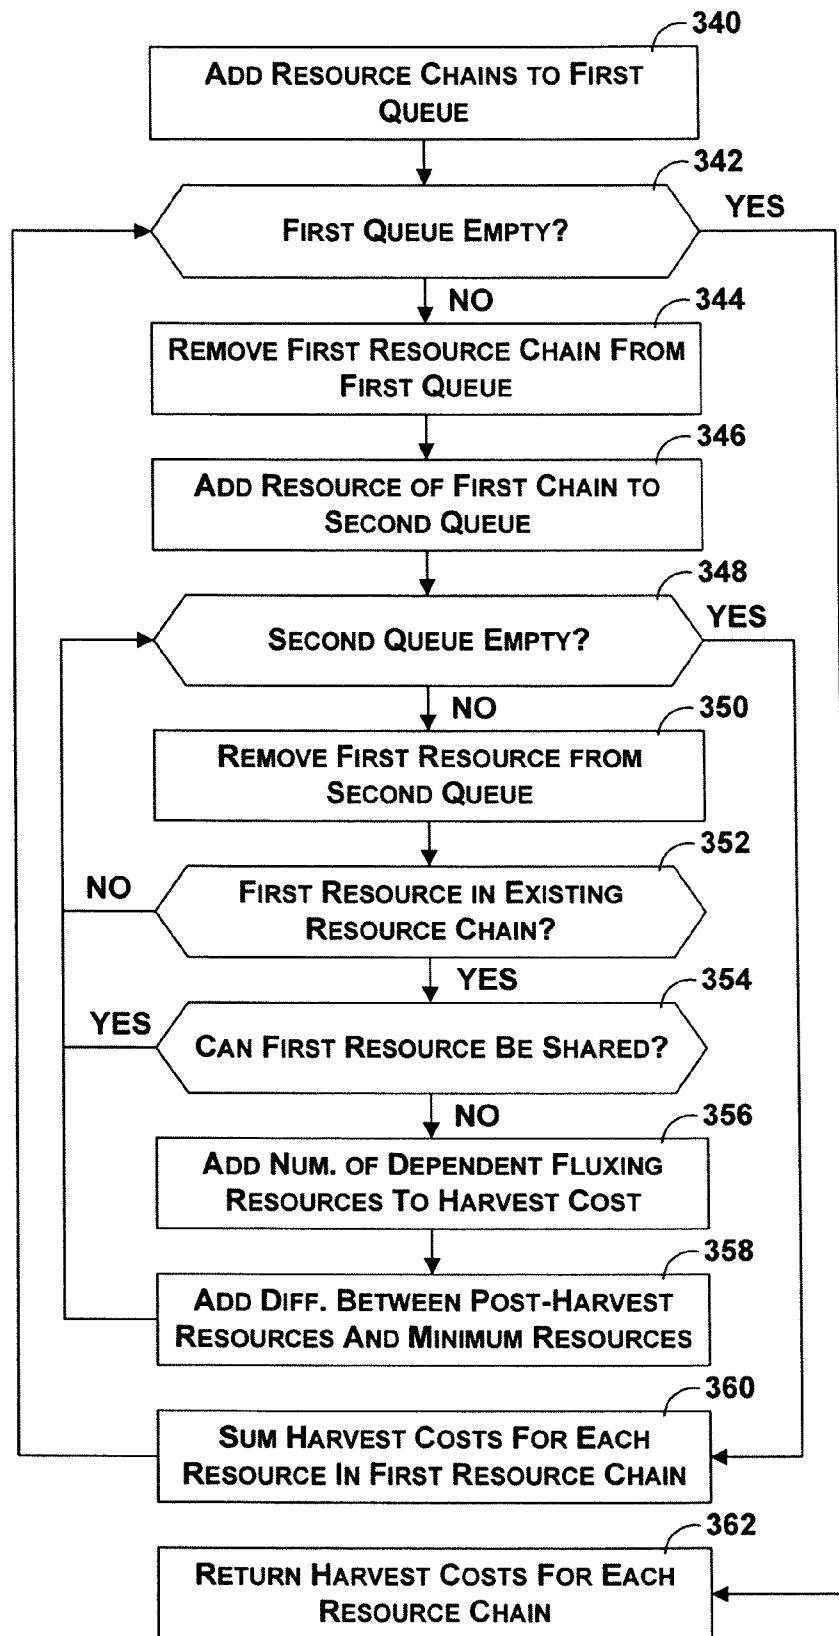 340
ADD RESOURCE CHAINS TO FIRST
QUEUE
342
FIRST QUEUE EMPTY?
YES
NO
344
REMOVE FIRST RESOURCE CHAIN FROM
FIRST QUEUE
346
ADD RESOURCE OF FIRST CHAIN TO
SECOND QUEUE
348
SECOND QUEUE EMPTY?
YES
NO
350
REMOVE FIRST RESOURCE FROM
SECOND QUEUE
352
NO
FIRST RESOURCE IN EXISTING
RESOURCE CHAIN?
YES
354
YES
CAN FIRST RESOURCE BE SHARED?
NO
356
ADD NUM. OF DEPENDENT FLUXING
RESOURCES TO HARVEST COST
358
ADD DIFF. BETWEEN POST-HARVEST
RESOURCES AND MINIMUM RESOURCES
360
SUM HARVEST COSTS FOR EACH
RESOURCE IN FIRST RESOURCE CHAIN
362
RETURN HARVEST COSTS FOR EACH
RESOURCE CHAIN